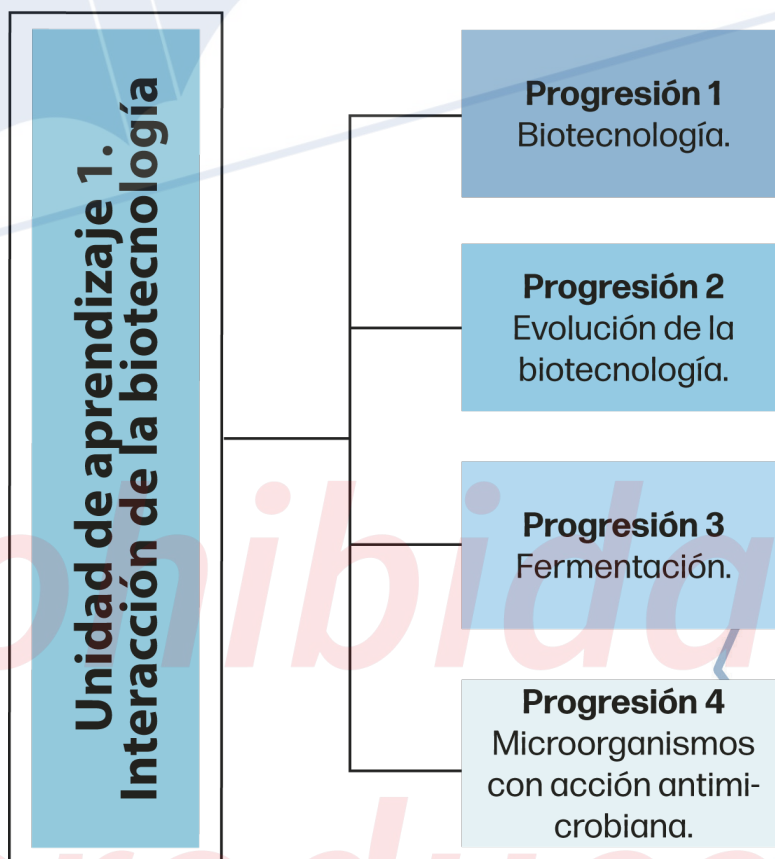 Unidad de aprendizaje 1.
Interacción de la biotecnología
Progresión 1
Biotecnología.
Progresión 2
Evolución de la
biotecnología.
Progresión 3
Fermentación.
Progresión 4
Microorganismos
con acción antimi-
crobiana.